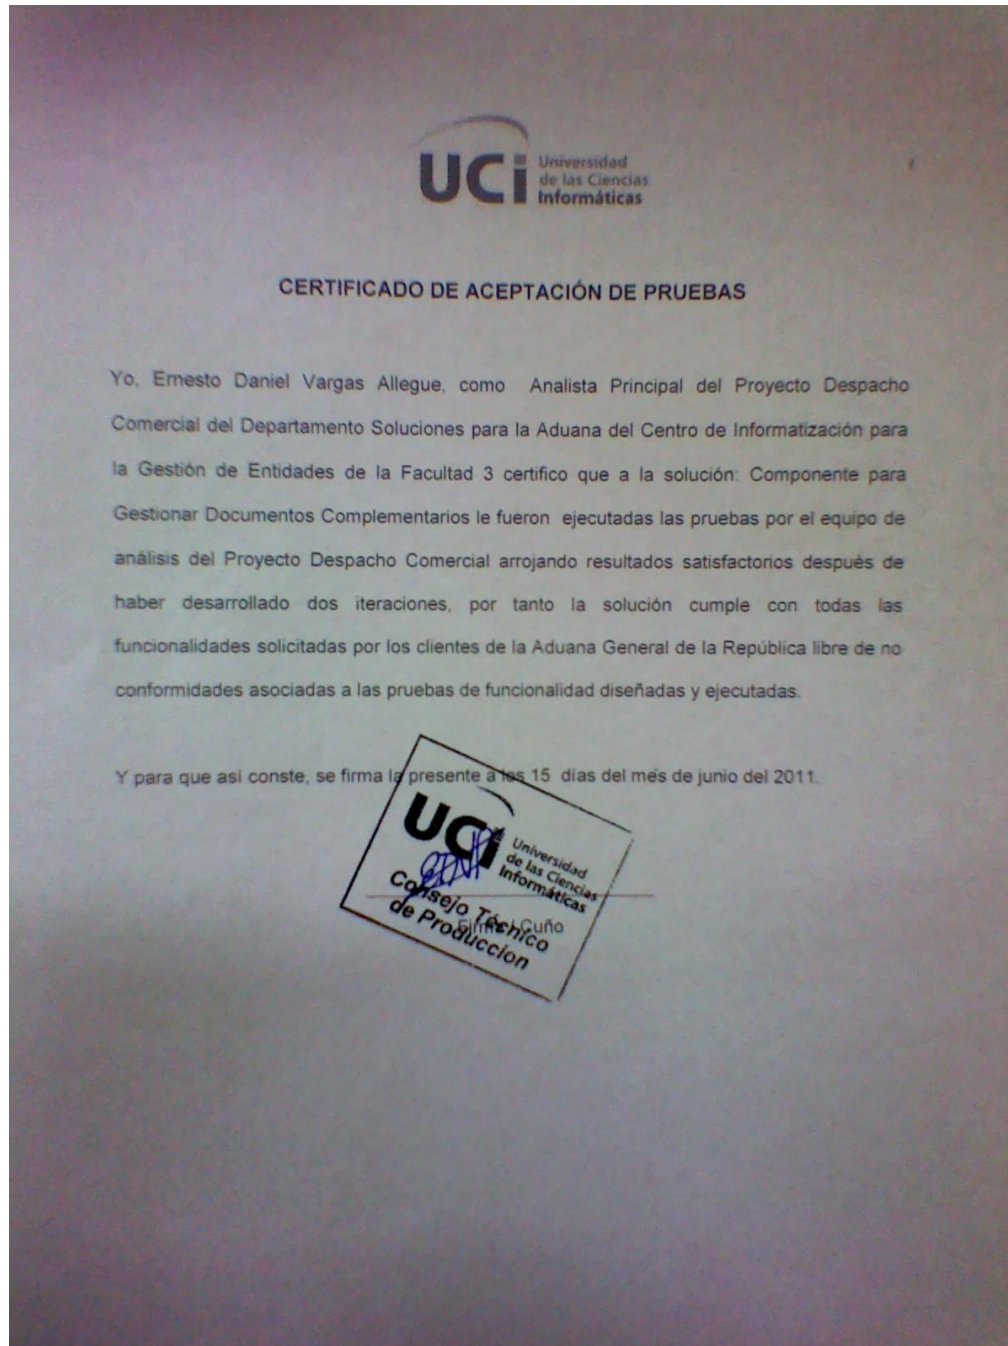 UCi Universidad
de las Ciencias
Informáticas
CERTIFICADO DE ACEPTACIÓN DE PRUEBAS
Yo, Ernesto Daniel Vargas Allegue, como Analista Principal del Proyecto Despacho
Comercial del Departamento Soluciones para la Aduana del Centro de Informatización para
la Gestión de Entidades de la Facultad 3 certifico que a la solución: Componente para
Gestionar Documentos Complementarios le fueron ejecutadas las pruebas por el equipo de
análisis del Proyecto Despacho Comercial arrojando resultados satisfactorios después de
haber desarrollado dos iteraciones, por tanto la solución cumple con todas las
funcionalidades solicitadas por los clientes de la Aduana General de la República libre de no
conformidades asociadas a las pruebas de funcionalidad diseñadas y ejecutadas.
Y para que así conste, se firma la presente a los 15 días del mes de junio del 2011.
UCi Universidad
de las Ciencias
Informáticas
Consejo Técnico
de Produccion
Cuño